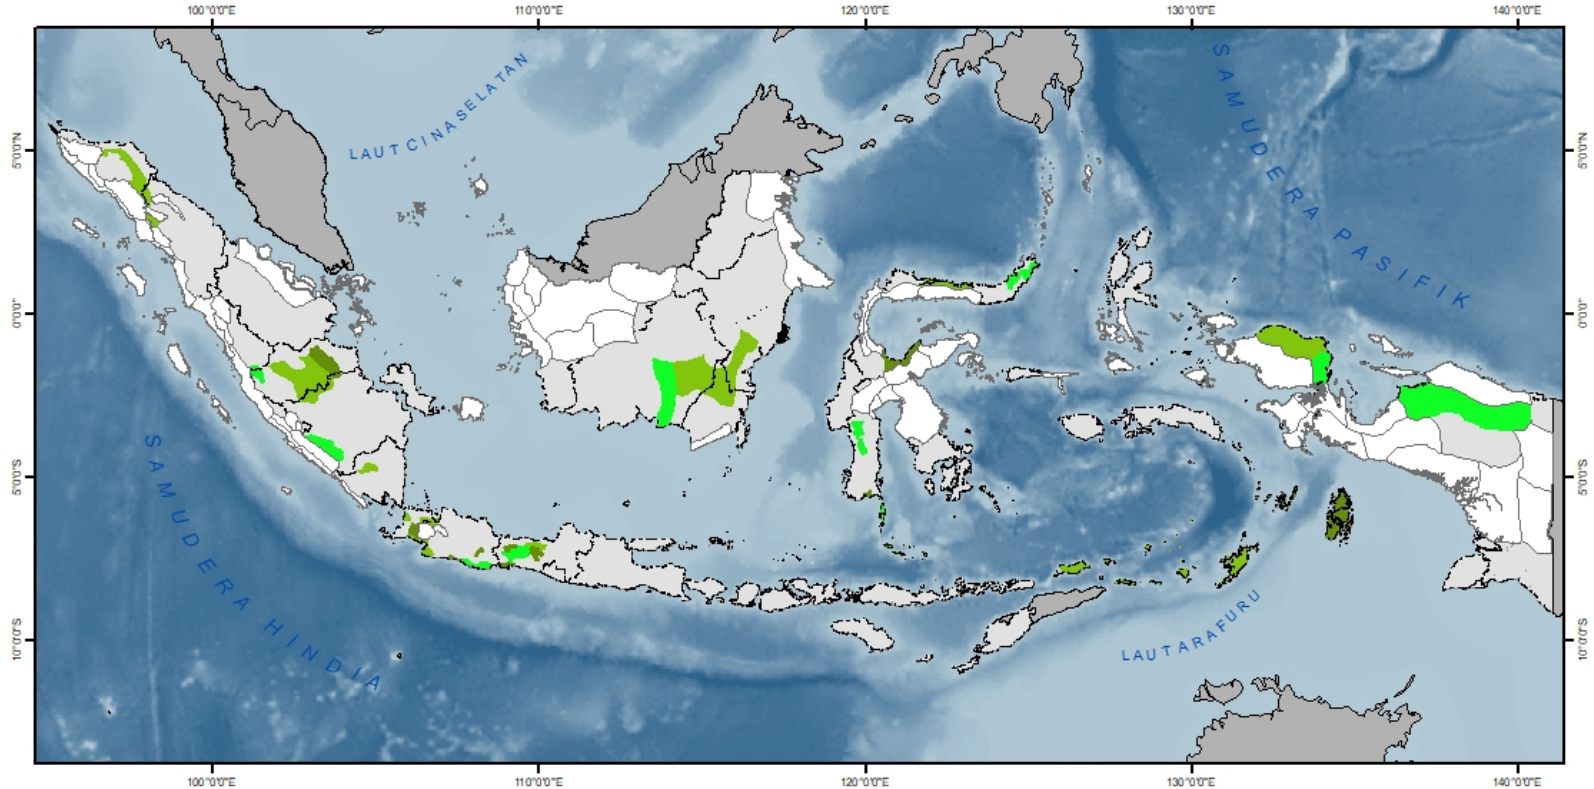 100°0'0"E 110°0'0"E 120°0'0"E 130°0'0"E 140°0'0"E
LAUT CINA SELATAN
SAMUDERA PASIFIK
5°0'0"N 5°0'0"N
0°0'0" 0°0'0"
5°0'0"S 5°0'0"S
SAMUDERA HINDIA
10°0'0"S 10°0'0"S
LAUT ARAFURU
100°0'0"E 110°0'0"E 120°0'0"E 130°0'0"E 140°0'0"E